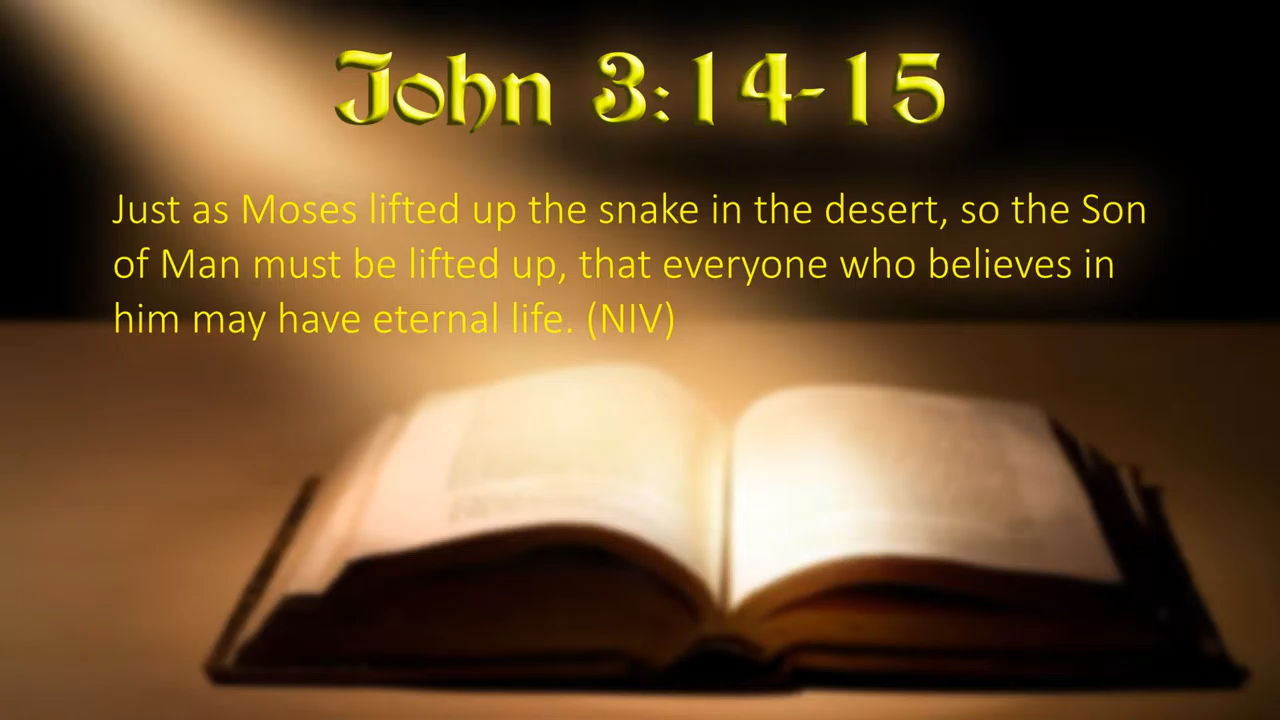 John 3:14-15
Just as Moses lifted up the snake in the desert, so the Son
of Man must be lifted up, that everyone who believes in
him may have eternal life. (NIV)